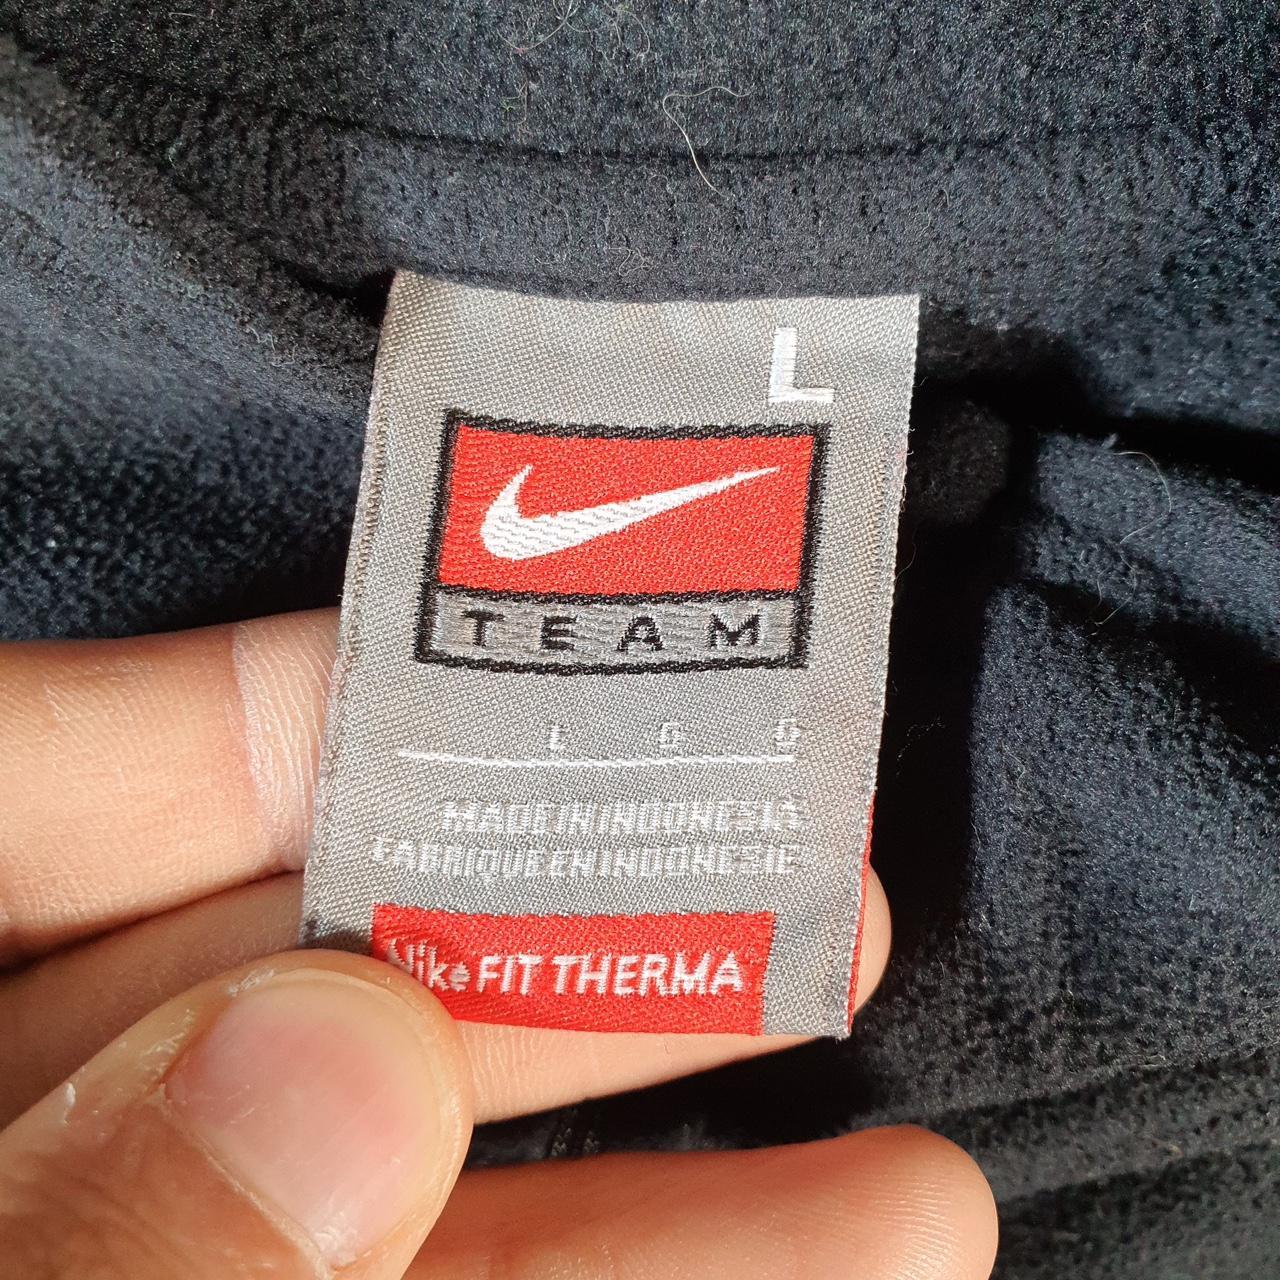 L
TEAM
L G G
MADE IN INDONESIA
FABRIQUE EN INDONESIE
Nike FIT THERMA